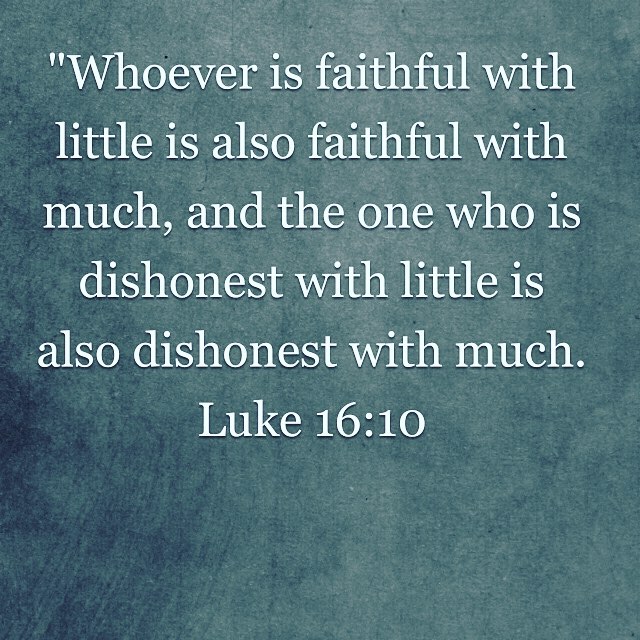 "Whoever is faithful with
little is also faithful with
much, and the one who is
dishonest with little is
also dishonest with much.
Luke 16:10